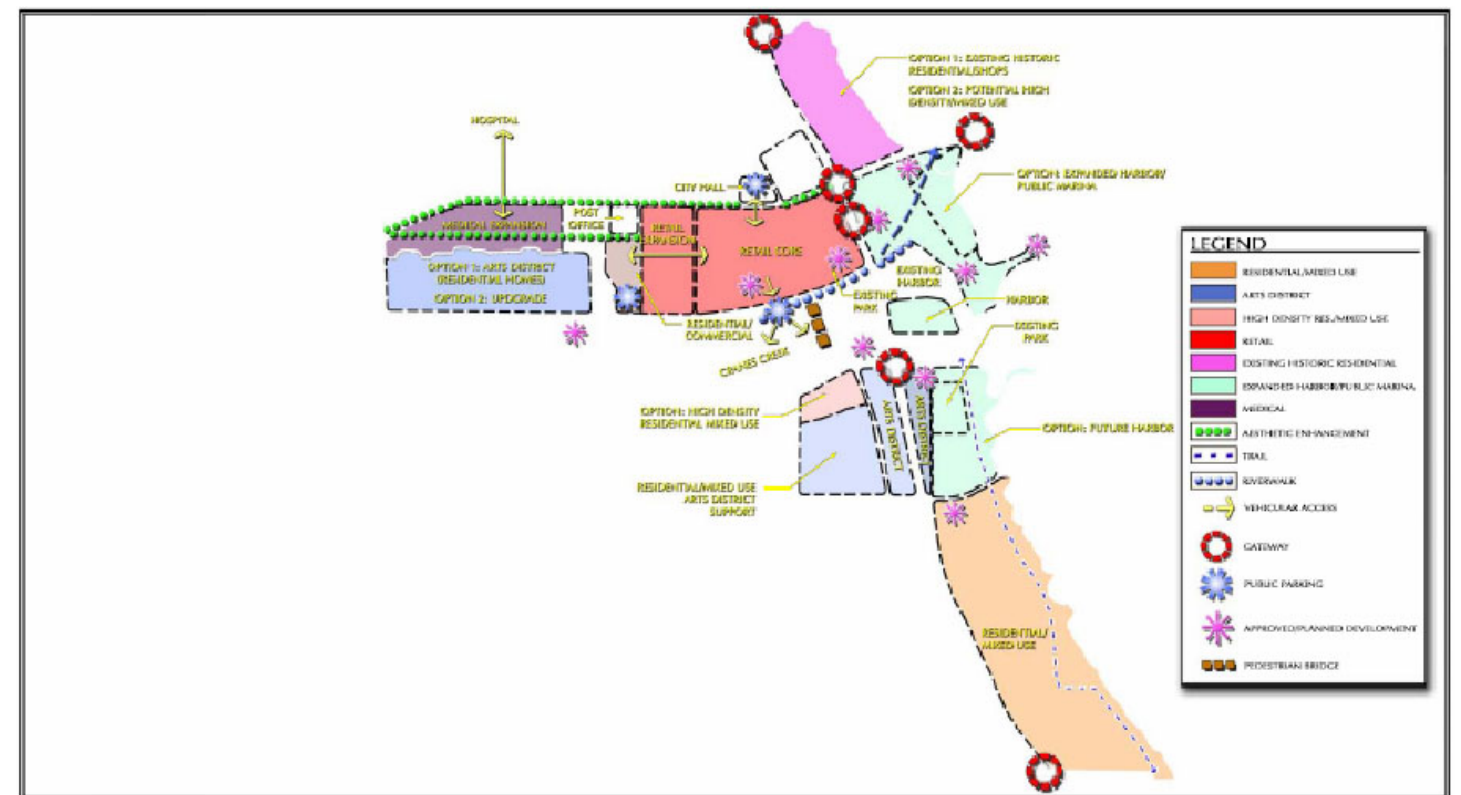 OPTION 1: EXISTING HISTORIC
RESIDENTIAL/SHOPS
OPTION 2: POTENTIAL HIGH
DENSITY/MIXED USE
HOSPITAL
OPTION: EXPANDED HARBOR/
PUBLIC MARINA
CITY HALL
POST
OFFICE
MEDICAL EXPANSION
RETAIL
EXPANSION
RETAIL CORE
OPTION 1: ARTS DISTRICT
(RESIDENTIAL HOMES)
OPTION 2: UPGRADE
EXISTING
HARBOR
EXISTING
PARK
HARBOR
RESIDENTIAL/
COMMERCIAL
EXISTING
PARK
CREEK
OPTION: HIGH DENSITY
RESIDENTIAL MIXED USE
ARTS DISTRICT
ARTS DISTRICT
OPTION: FUTURE HARBOR
RESIDENTIAL/MIXED USE
ARTS DISTRICT
SUPPORT
RESIDENTIAL/
MIXED USE
LEGEND
RESIDENTIAL/MIXED USE
ARTS DISTRICT
HIGH DENSITY RES./MIXED USE
RETAIL
EXISTING HISTORIC RESIDENTIAL
EXPANDED HARBOR/PUBLIC MARINA
MEDICAL
AESTHETIC ENHANCEMENT
TRAIL
RIVERWALK
VEHICULAR ACCESS
GATEWAY
PUBLIC PARKING
APPROVED/PLANNED DEVELOPMENT
PEDESTRIAN BRIDGE